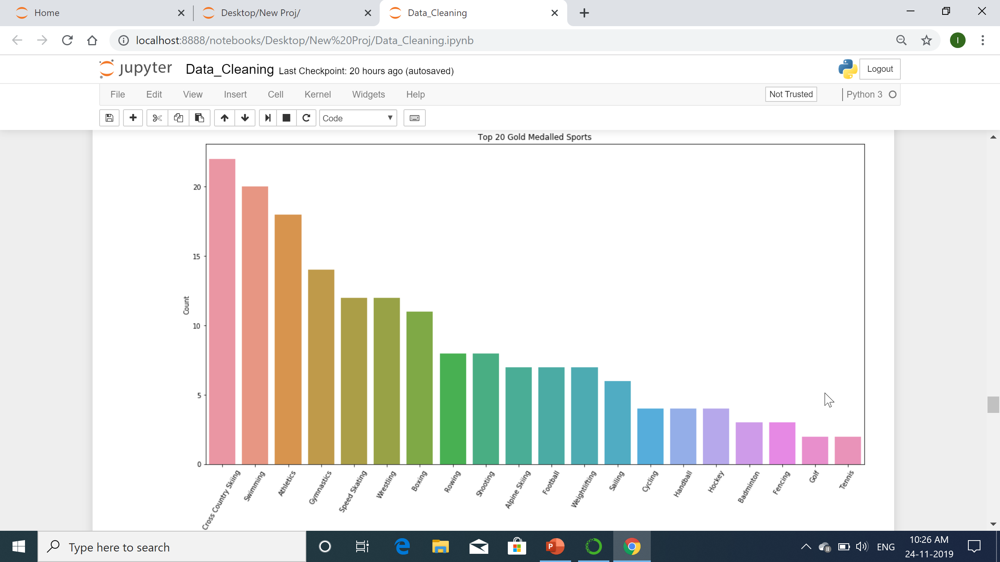 Home
Desktop/New Proj/
Data_Cleaning
localhost:8888/notebooks/Desktop/New%20Proj/Data_Cleaning.ipynb
I
jupyter
Data_Cleaning Last Checkpoint: 20 hours ago (autosaved)
Logout
File Edit View Insert Cell Kernel Widgets Help
Not Trusted
Python 3
Code
Top 20 Gold Medalled Sports
20
15
10
5
0
Count
Cross Country Skiing
Swimming
Athletics
Gymnastics
Speed Skating
Wrestling
Boxing
Rowing
Shooting
Alpine Skiing
Football
Weightlifting
Sailing
Cycling
Handball
Hockey
Badminton
Fencing
Golf
Tennis
Type here to search
P
ENG
10:26 AM
24-11-2019